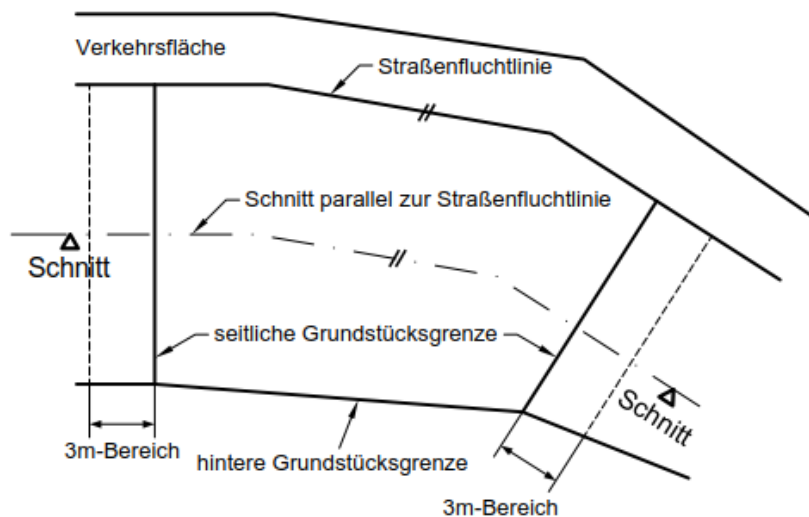 Verkehrsfläche
Straßenfluchtlinie
Schnitt parallel zur Straßenfluchtlinie
Schnitt
seitliche Grundstücksgrenze
Schnitt
3m-Bereich
hintere Grundstücksgrenze
3m-Bereich